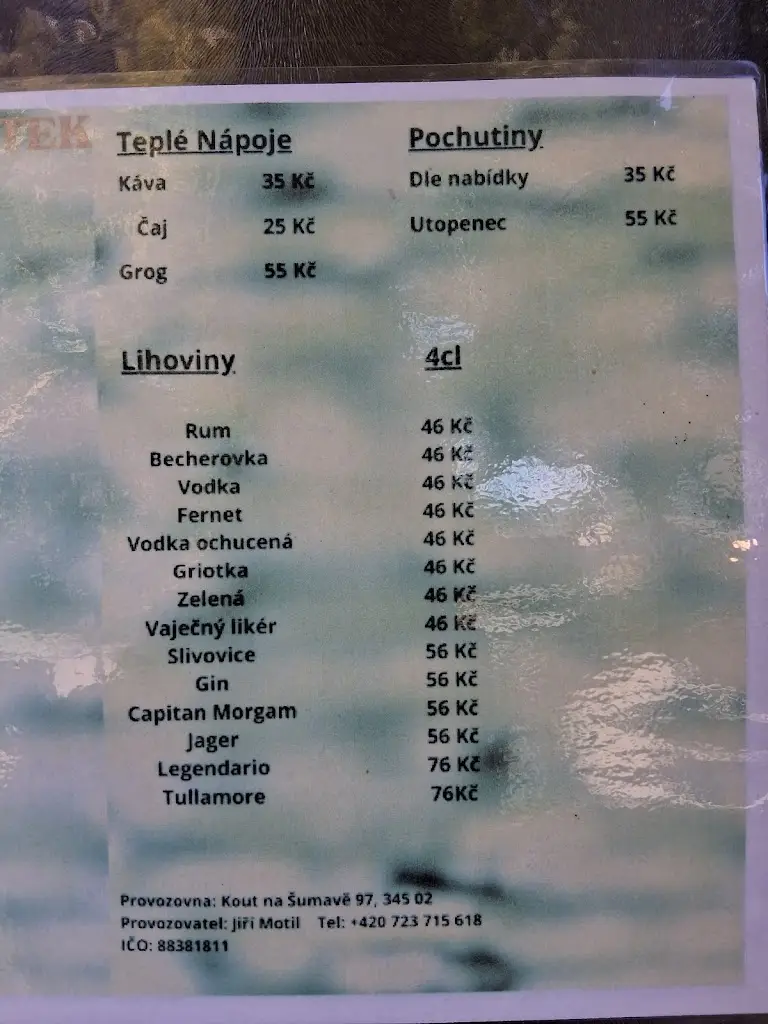 Teplé Nápoje
Káva 35 Kč
Čaj 25 Kč
Grog 55 Kč
Pochutiny
Dle nabídky 35 Kč
Utopenec 55 Kč
Lihoviny 4cl
Rum 46 Kč
Becherovka 46 Kč
Vodka 46 Kč
Fernet 46 Kč
Vodka ochucená 46 Kč
Griotka 46 Kč
Zelená 46 Kč
Vaječný likér 46 Kč
Slivovice 56 Kč
Gin 56 Kč
Capitan Morgam 56 Kč
Jager 56 Kč
Legendario 76 Kč
Tullamore 76Kč
Provozovna: Kout na Šumavě 97, 345 02
Provozovatel: Jiří Motil Tel: +420 723 715 618
IČO: 88381811